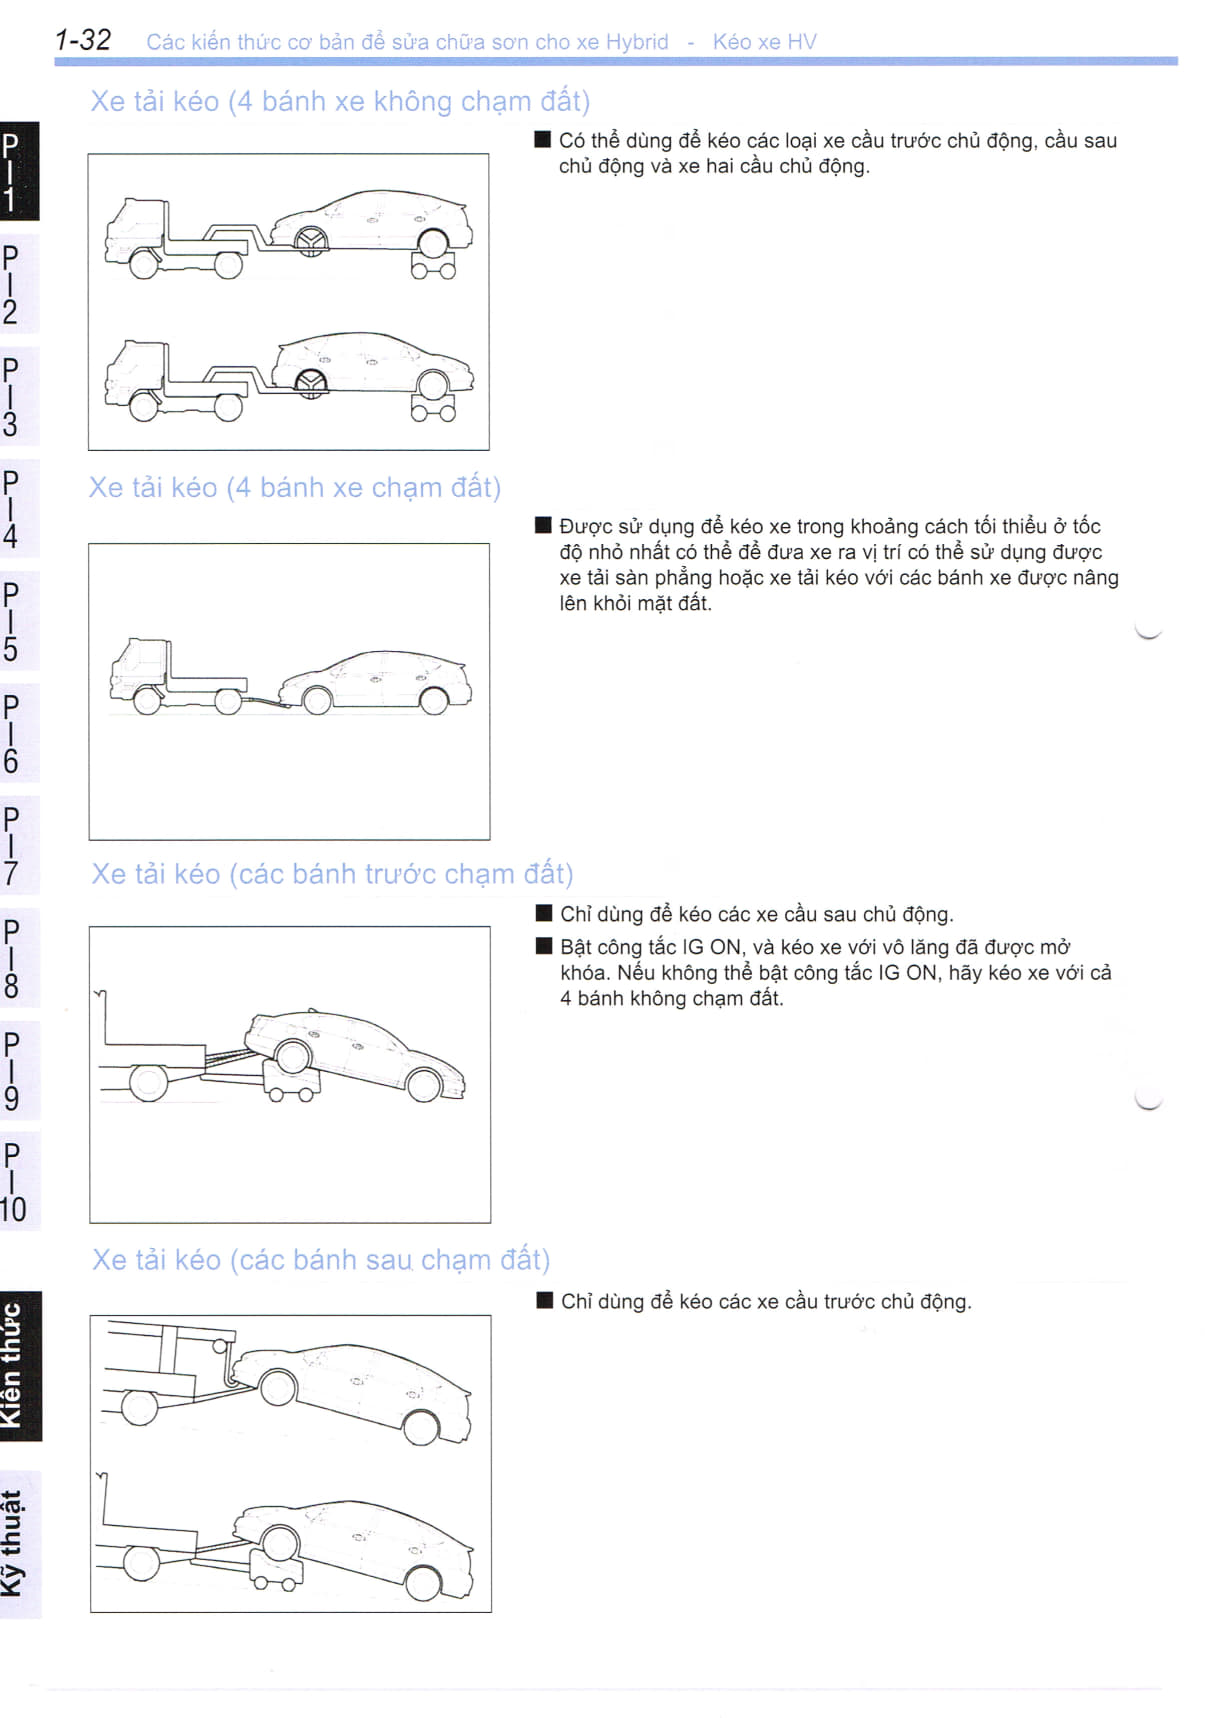 1-32 Các kiến thức cơ bản để sửa chữa sơn cho xe Hybrid - Kéo xe HV
Xe tải kéo (4 bánh xe không chạm đất)
■ Có thể dùng để kéo các loại xe cầu trước chủ động, cầu sau
chủ động và xe hai cầu chủ động.
Xe tải kéo (4 bánh xe chạm đất)
■ Được sử dụng để kéo xe trong khoảng cách tối thiểu ở tốc
độ nhỏ nhất có thể để đưa xe ra vị trí có thể sử dụng được
xe tải sàn phẳng hoặc xe tải kéo với các bánh xe được nâng
lên khỏi mặt đất.
Xe tải kéo (các bánh trước chạm đất)
■ Chỉ dùng để kéo các xe cầu sau chủ động.
■ Bật công tắc IG ON, và kéo xe với vô lăng đã được mở
khóa. Nếu không thể bật công tắc IG ON, hãy kéo xe với cả
4 bánh không chạm đất.
Xe tải kéo (các bánh sau chạm đất)
■ Chỉ dùng để kéo các xe cầu trước chủ động.
P
|
1
P
|
2
P
|
3
P
|
4
P
|
5
P
|
6
P
|
7
P
|
8
P
|
9
P
|
10
Kiến thức
Kỹ thuật